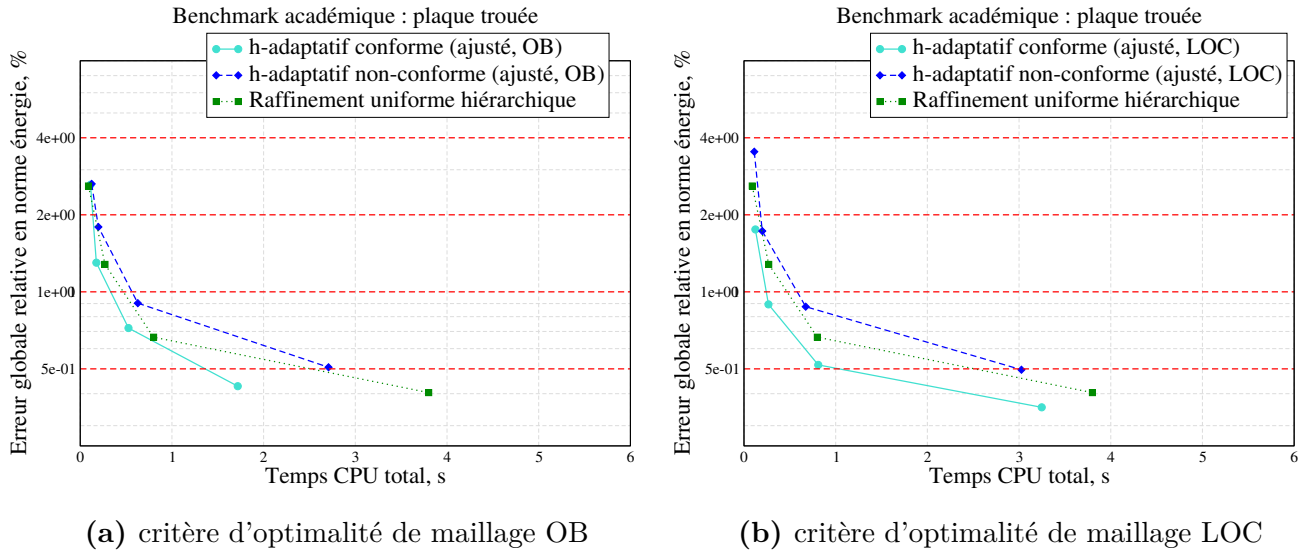 Benchmark académique : plaque trouée
h-adaptatif conforme (ajusté, OB)
h-adaptatif non-conforme (ajusté, OB)
Raffinement uniforme hiérarchique
Erreur globale relative en norme énergie, %
4e+00
2e+00
1e+00
5e-01
0 1 2 3 4 5 6
Temps CPU total, s
(a) critère d'optimalité de maillage OB
Benchmark académique : plaque trouée
h-adaptatif conforme (ajusté, LOC)
h-adaptatif non-conforme (ajusté, LOC)
Raffinement uniforme hiérarchique
Erreur globale relative en norme énergie, %
4e+00
2e+00
1e+00
5e-01
0 1 2 3 4 5 6
Temps CPU total, s
(b) critère d'optimalité de maillage LOC